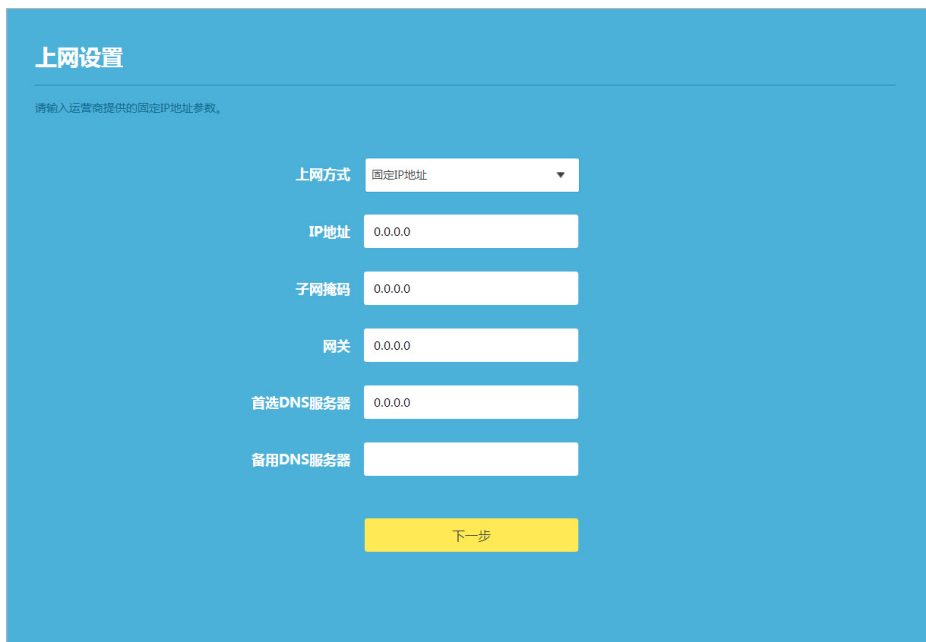 上网设置
请输入运营商提供的固定IP地址参数。
上网方式 固定IP地址
IP地址 0.0.0.0
子网掩码 0.0.0.0
网关 0.0.0.0
首选DNS服务器 0.0.0.0
备用DNS服务器
下一步